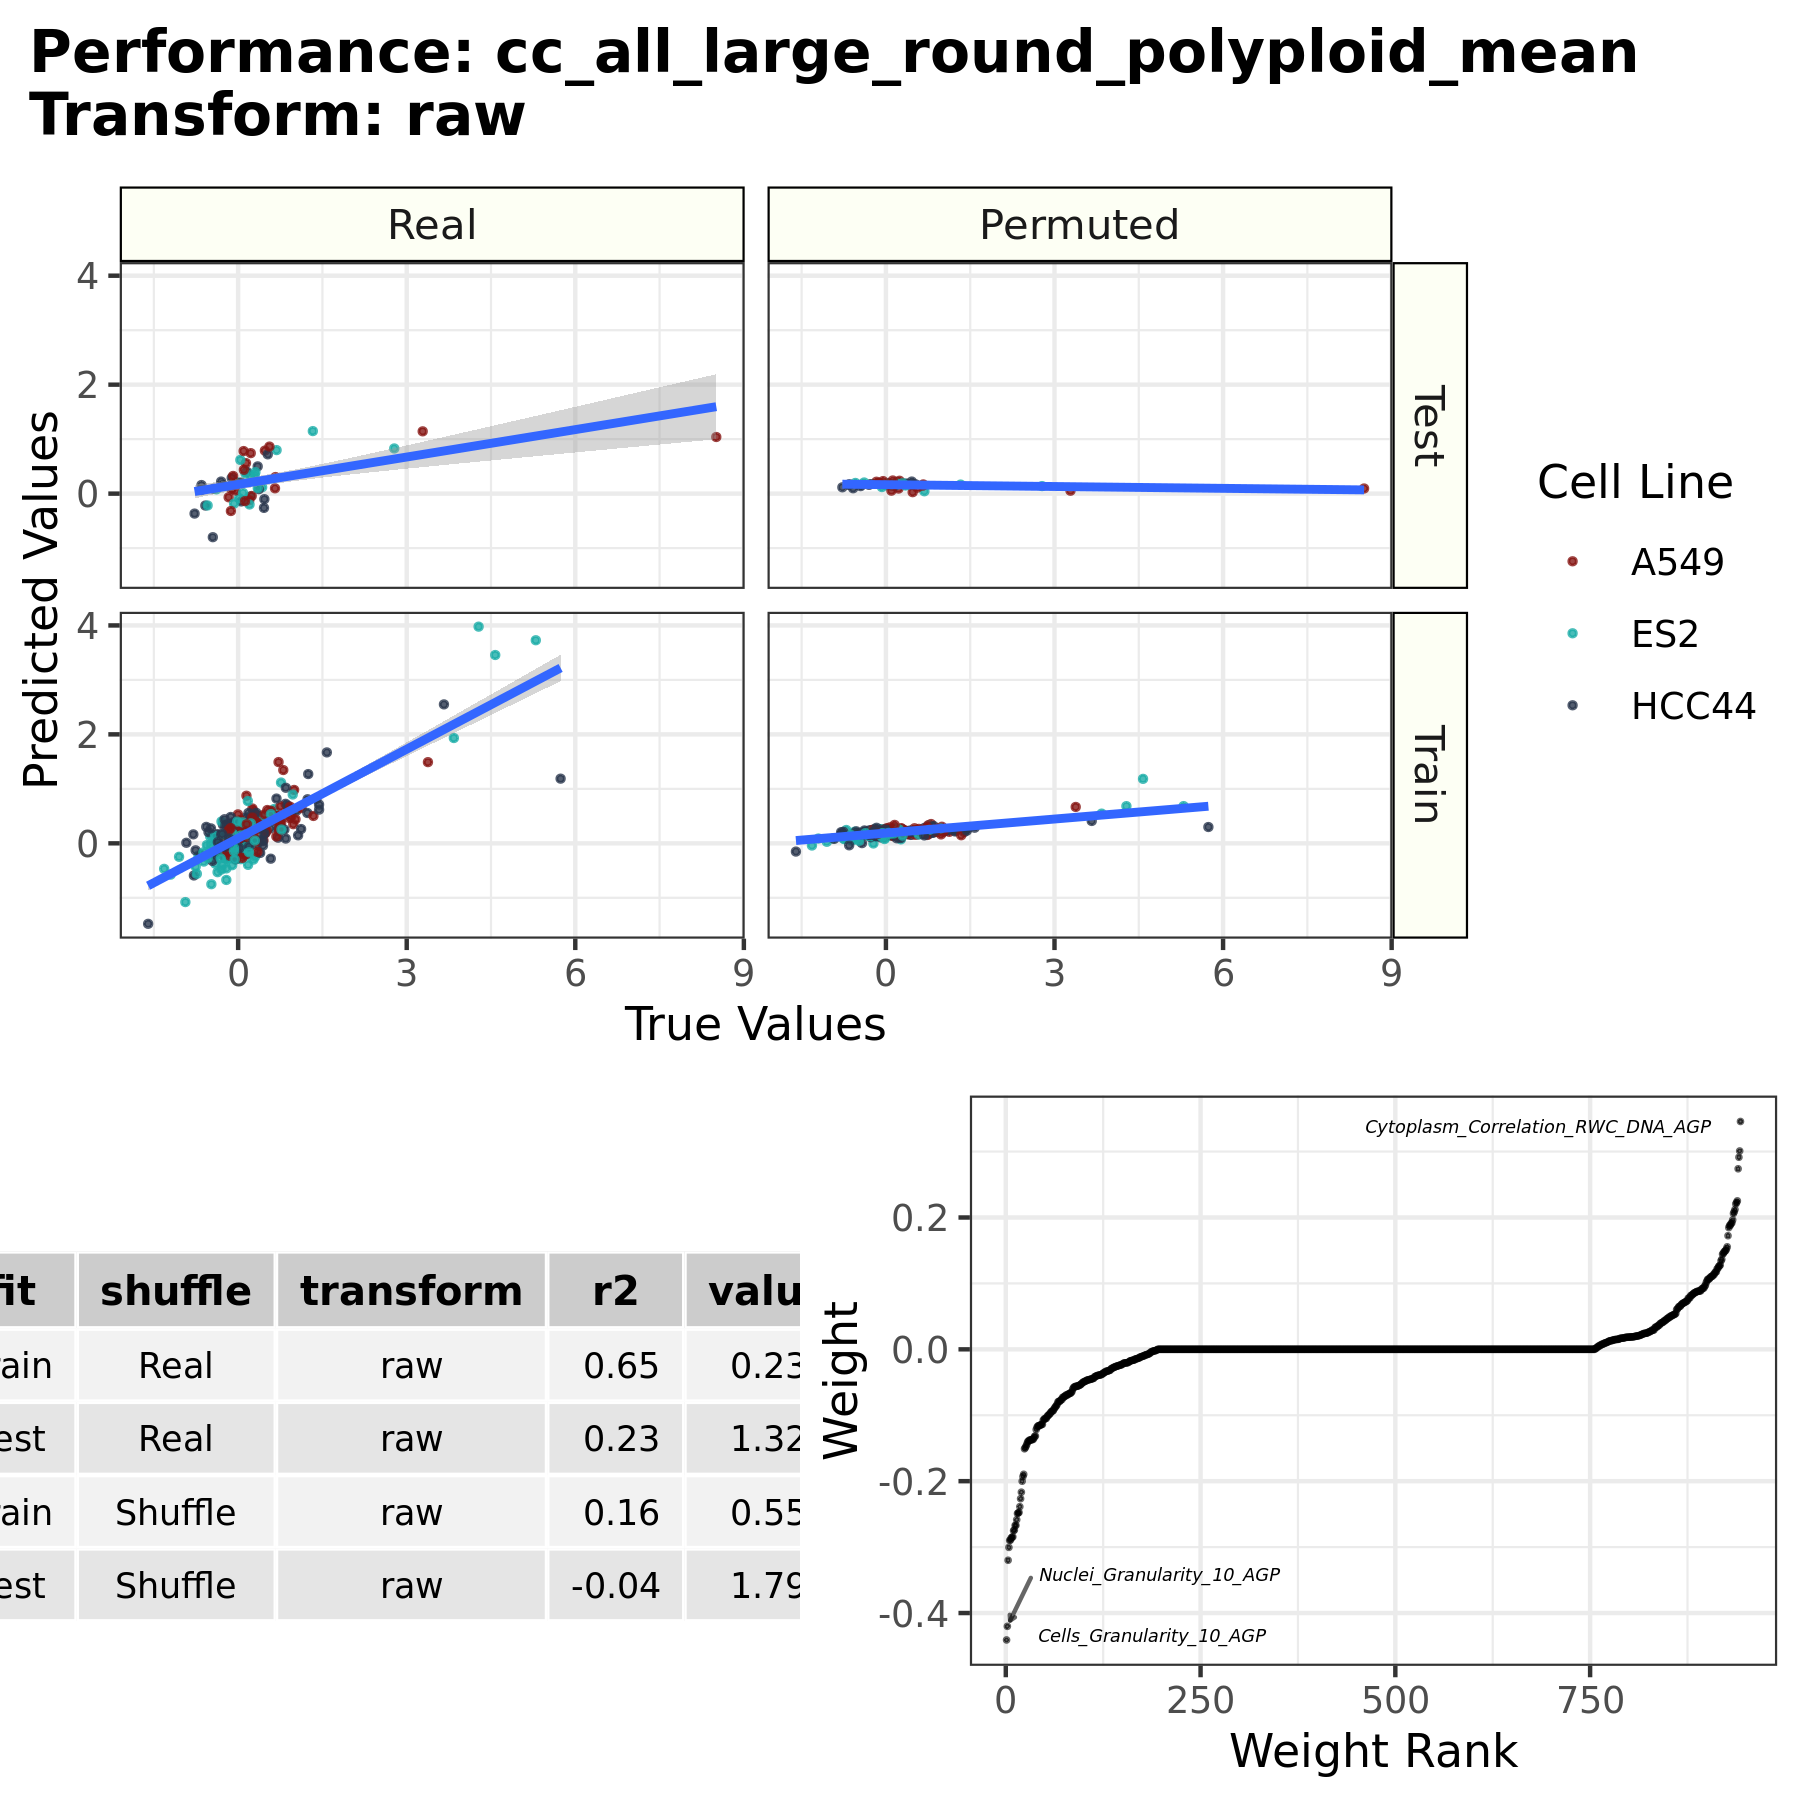 Performance: cc_all_large_round_polyploid_mean
Transform: raw
Real
Permuted
4
2
0
Test
4
2
0
Train
Predicted Values
0
3
6
9
0
3
6
9
True Values
Cell Line
A549
ES2
HCC44
fit shuffle transform r2 valu
ain Real raw 0.65 0.23
est Real raw 0.23 1.32
ain Shuffle raw 0.16 0.55
est Shuffle raw -0.04 1.79
Weight
0.2
0.0
-0.2
-0.4
Cytoplasm_Correlation_RWC_DNA_AGP
Nuclei_Granularity_10_AGP
Cells_Granularity_10_AGP
0
250
500
750
Weight Rank